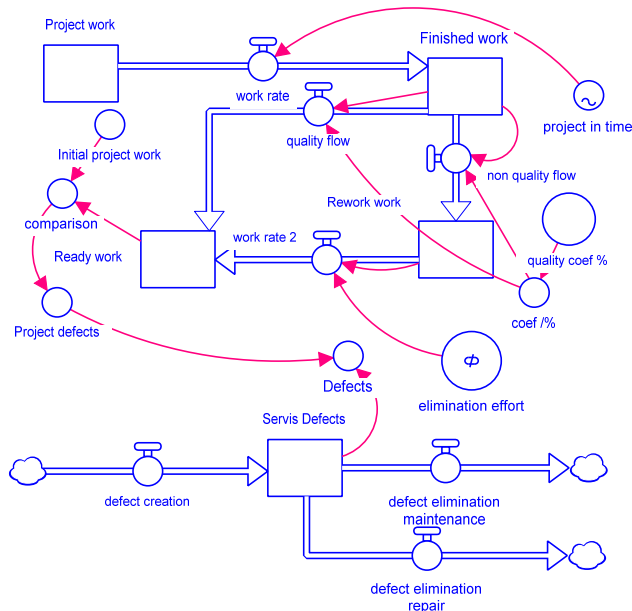 Project work
Finished work
work rate
project in time
quality flow
Initial project work
non quality flow
Rework work
comparison
work rate 2
Ready work
quality coef %
Project defects
coef /%
Defects
elimination effort
Servis Defects
defect creation
defect elimination
maintenance
defect elimination
repair